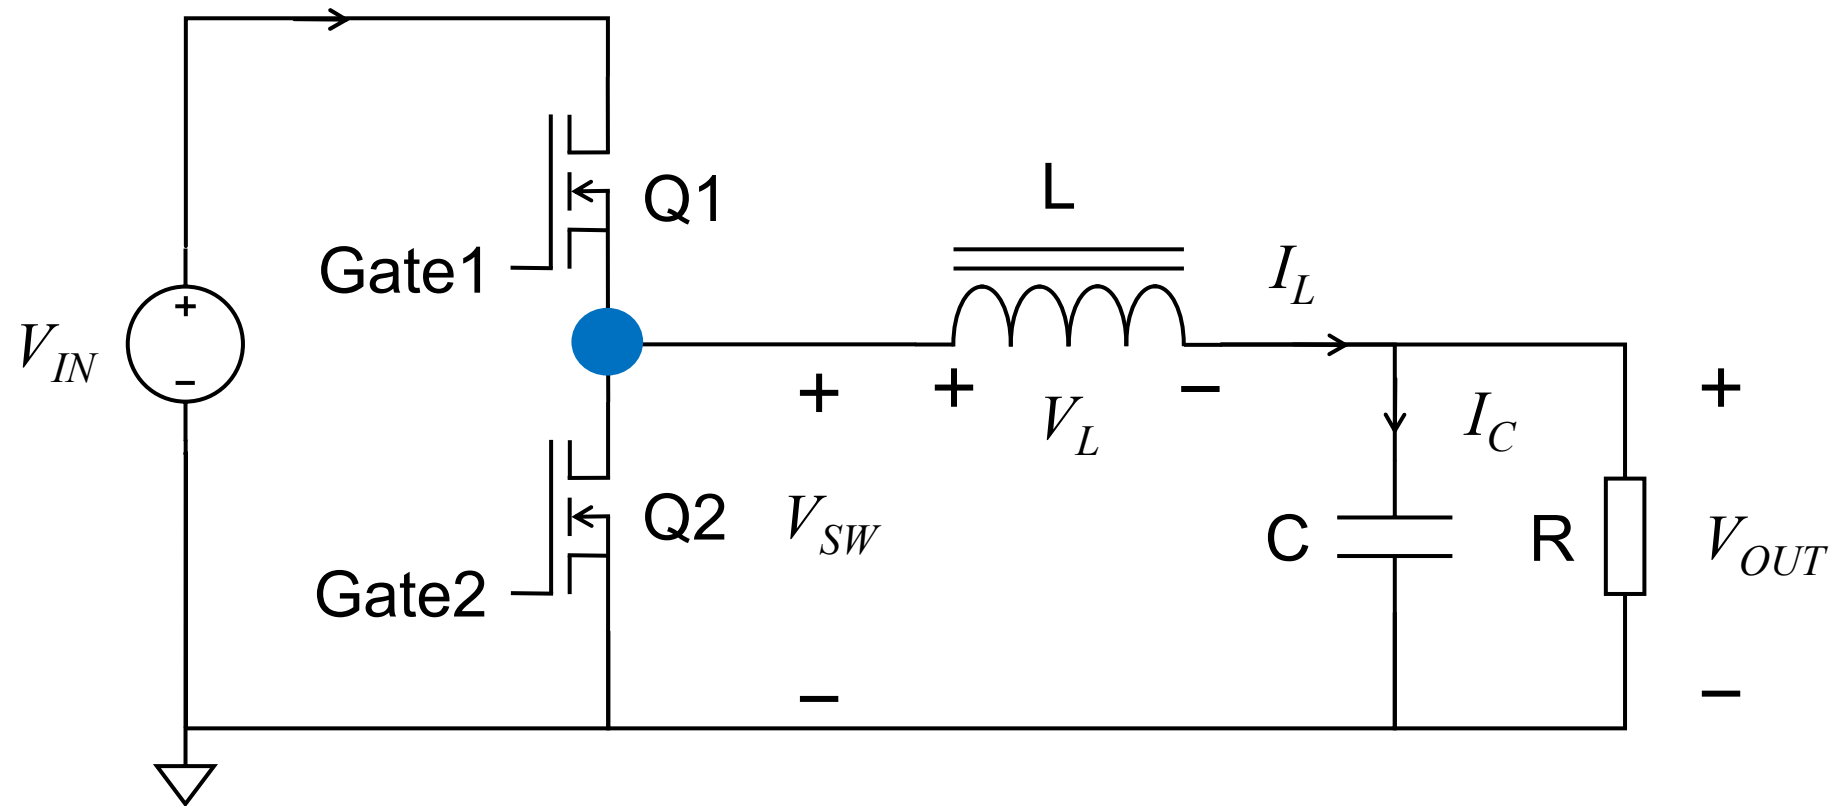 L
Q1
I_L
Gate1
+
V_IN
−
+
+
−
+
V_L
I_C
Q2
V_SW
C
R
V_OUT
Gate2
−
−